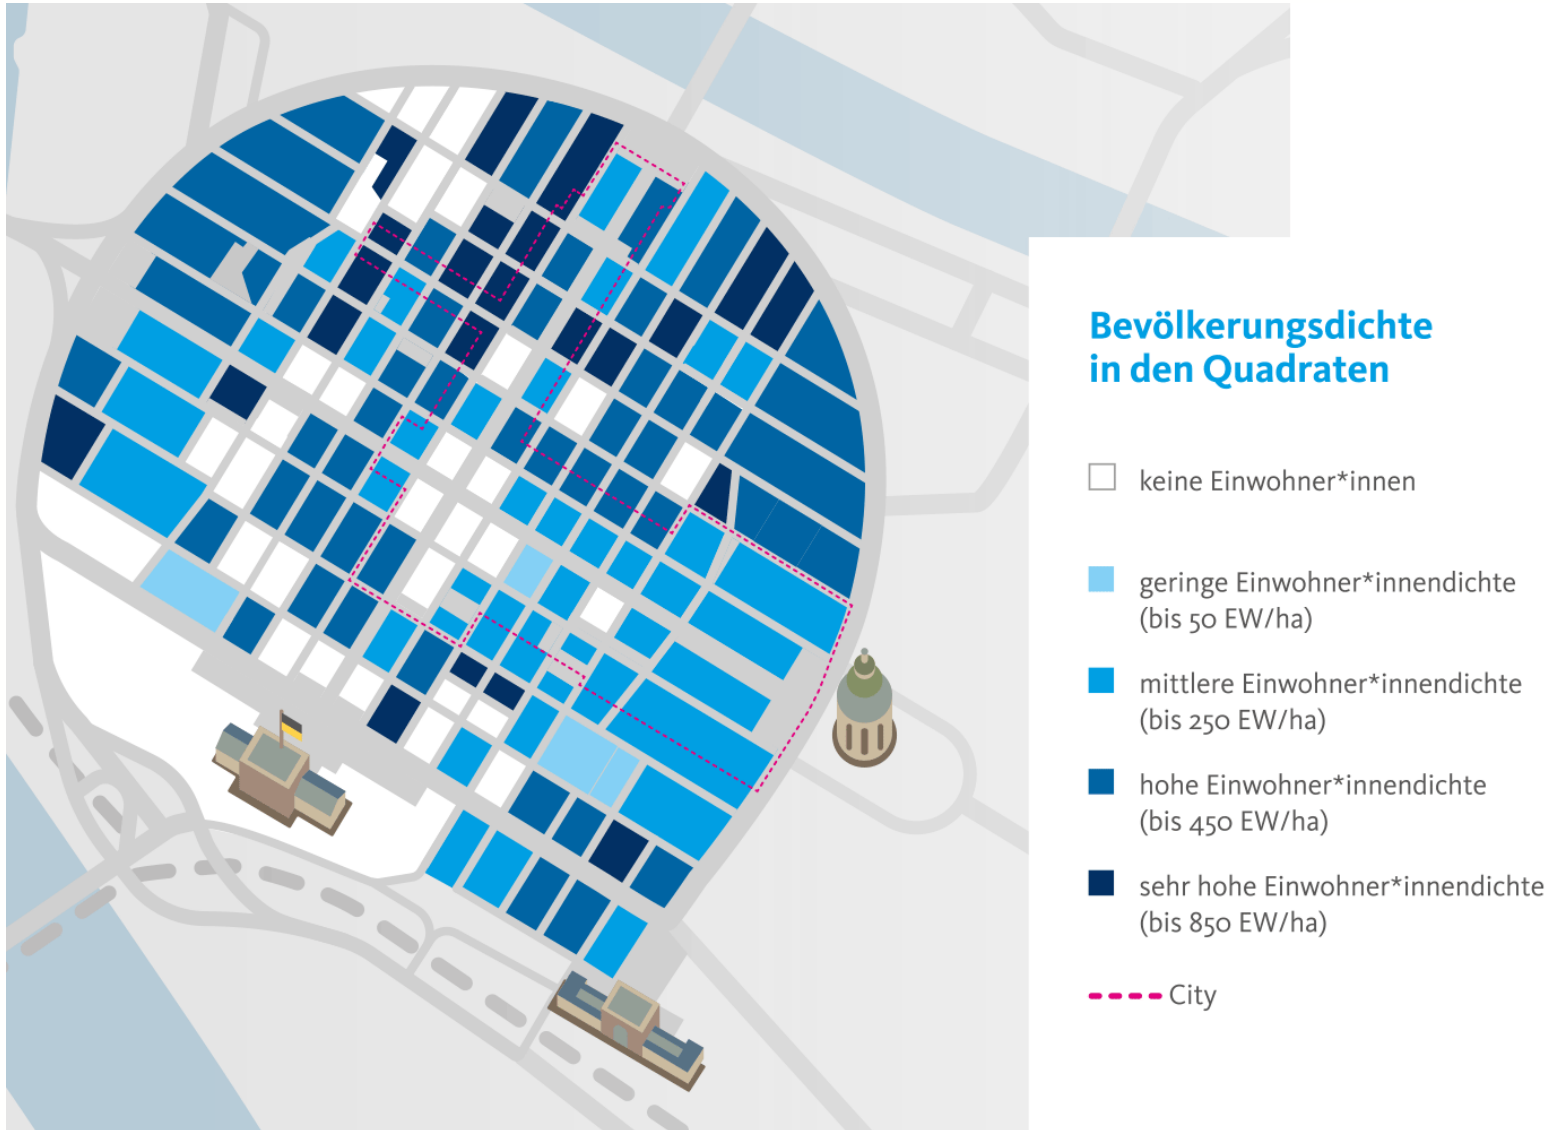 Bevölkerungsdichte
in den Quadraten
keine Einwohner*innen
geringe Einwohner*innendichte
(bis 50 EW/ha)
mittlere Einwohner*innendichte
(bis 250 EW/ha)
hohe Einwohner*innendichte
(bis 450 EW/ha)
sehr hohe Einwohner*innendichte
(bis 850 EW/ha)
City